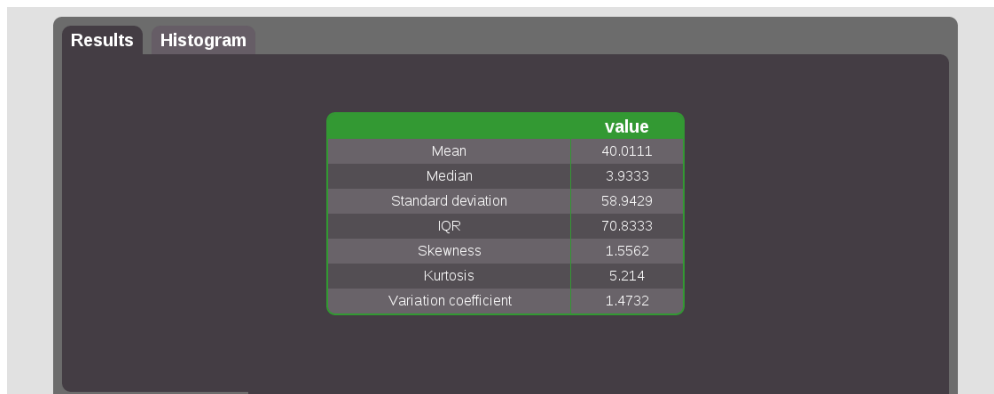 Results Histogram
value
Mean 40.0111
Median 3.9333
Standard deviation 58.9429
IQR 70.8333
Skewness 1.5562
Kurtosis 5.214
Variation coefficient 1.4732